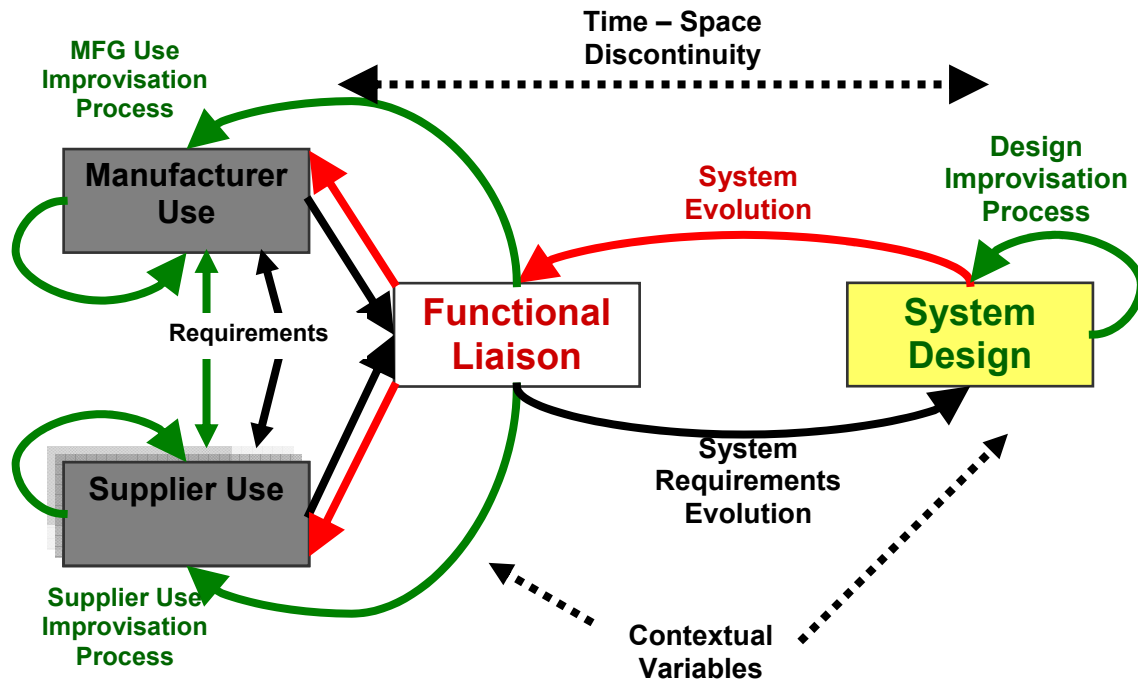 Time – Space
Discontinuity
MFG Use
Improvisation
Process
Manufacturer
Use
System
Evolution
Design
Improvisation
Process
Requirements
Functional
Liaison
System
Design
Supplier Use
System
Requirements
Evolution
Supplier Use
Improvisation
Process
Contextual
Variables